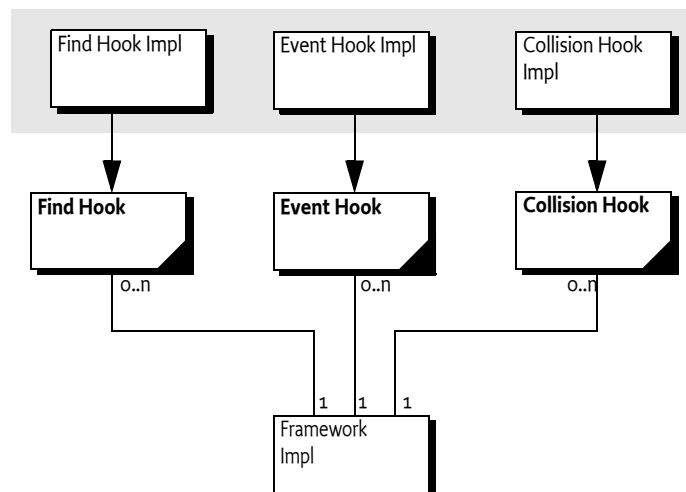 Find Hook Impl
Event Hook Impl
Collision Hook
Impl
Find Hook
Event Hook
Collision Hook
o..n
o..n
o..n
1
1
1
Framework
Impl